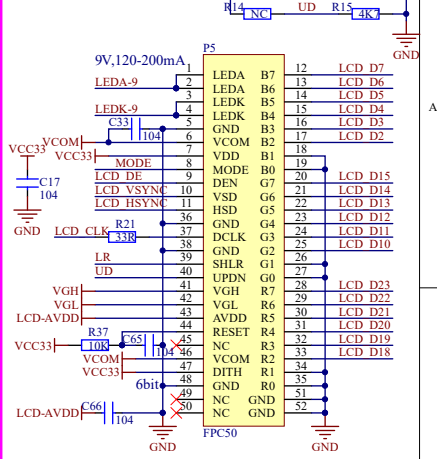 R14 NC UD R15 4K7
GND
P5
9V,120-200mA
1 LEDA B7 12 LCD D7
LEDA-9 2 LEDA B6 13 LCD D6
3 LEDK B5 14 LCD D5
LEDK-9 4 LEDK B4 15 LCD D4
C33 104 5 GND B3 16 LCD D3
VCOM 6 VCOM B2 17 LCD D2
VCC33 VCC33 7 VDD B1 18
MODE 8 MODE B0 19
LCD DE 9 DEN G7 20 LCD D15
C17 104 LCD VSYNC 10 VSD G6 21 LCD D14
LCD HSYNC 11 HSD G5 22 LCD D13
GND 36 GND G4 23 LCD D12
LCD CLK R21 33R 37 DCLK G3 24 LCD D11
38 GND G2 25 LCD D10
LR 39 SHLR G1 26
UD 40 UPDN G0 27
VGH 41 VGH R7 28 LCD D23
VGL 42 VGL R6 29 LCD D22
LCD-AVDD 43 AVDD R5 30 LCD D21
R37 44 RESET R4 31 LCD D20
VCC33 10K C65 104 45 NC R3 32 LCD D19
VCOM 46 VCOM R2 33 LCD D18
VCC33 47 DITH R1 34
6bit 48 GND R0 35
49 NC GND 51
LCD-AVDD C66 104 50 NC GND 52
GND FPC50 GND
A